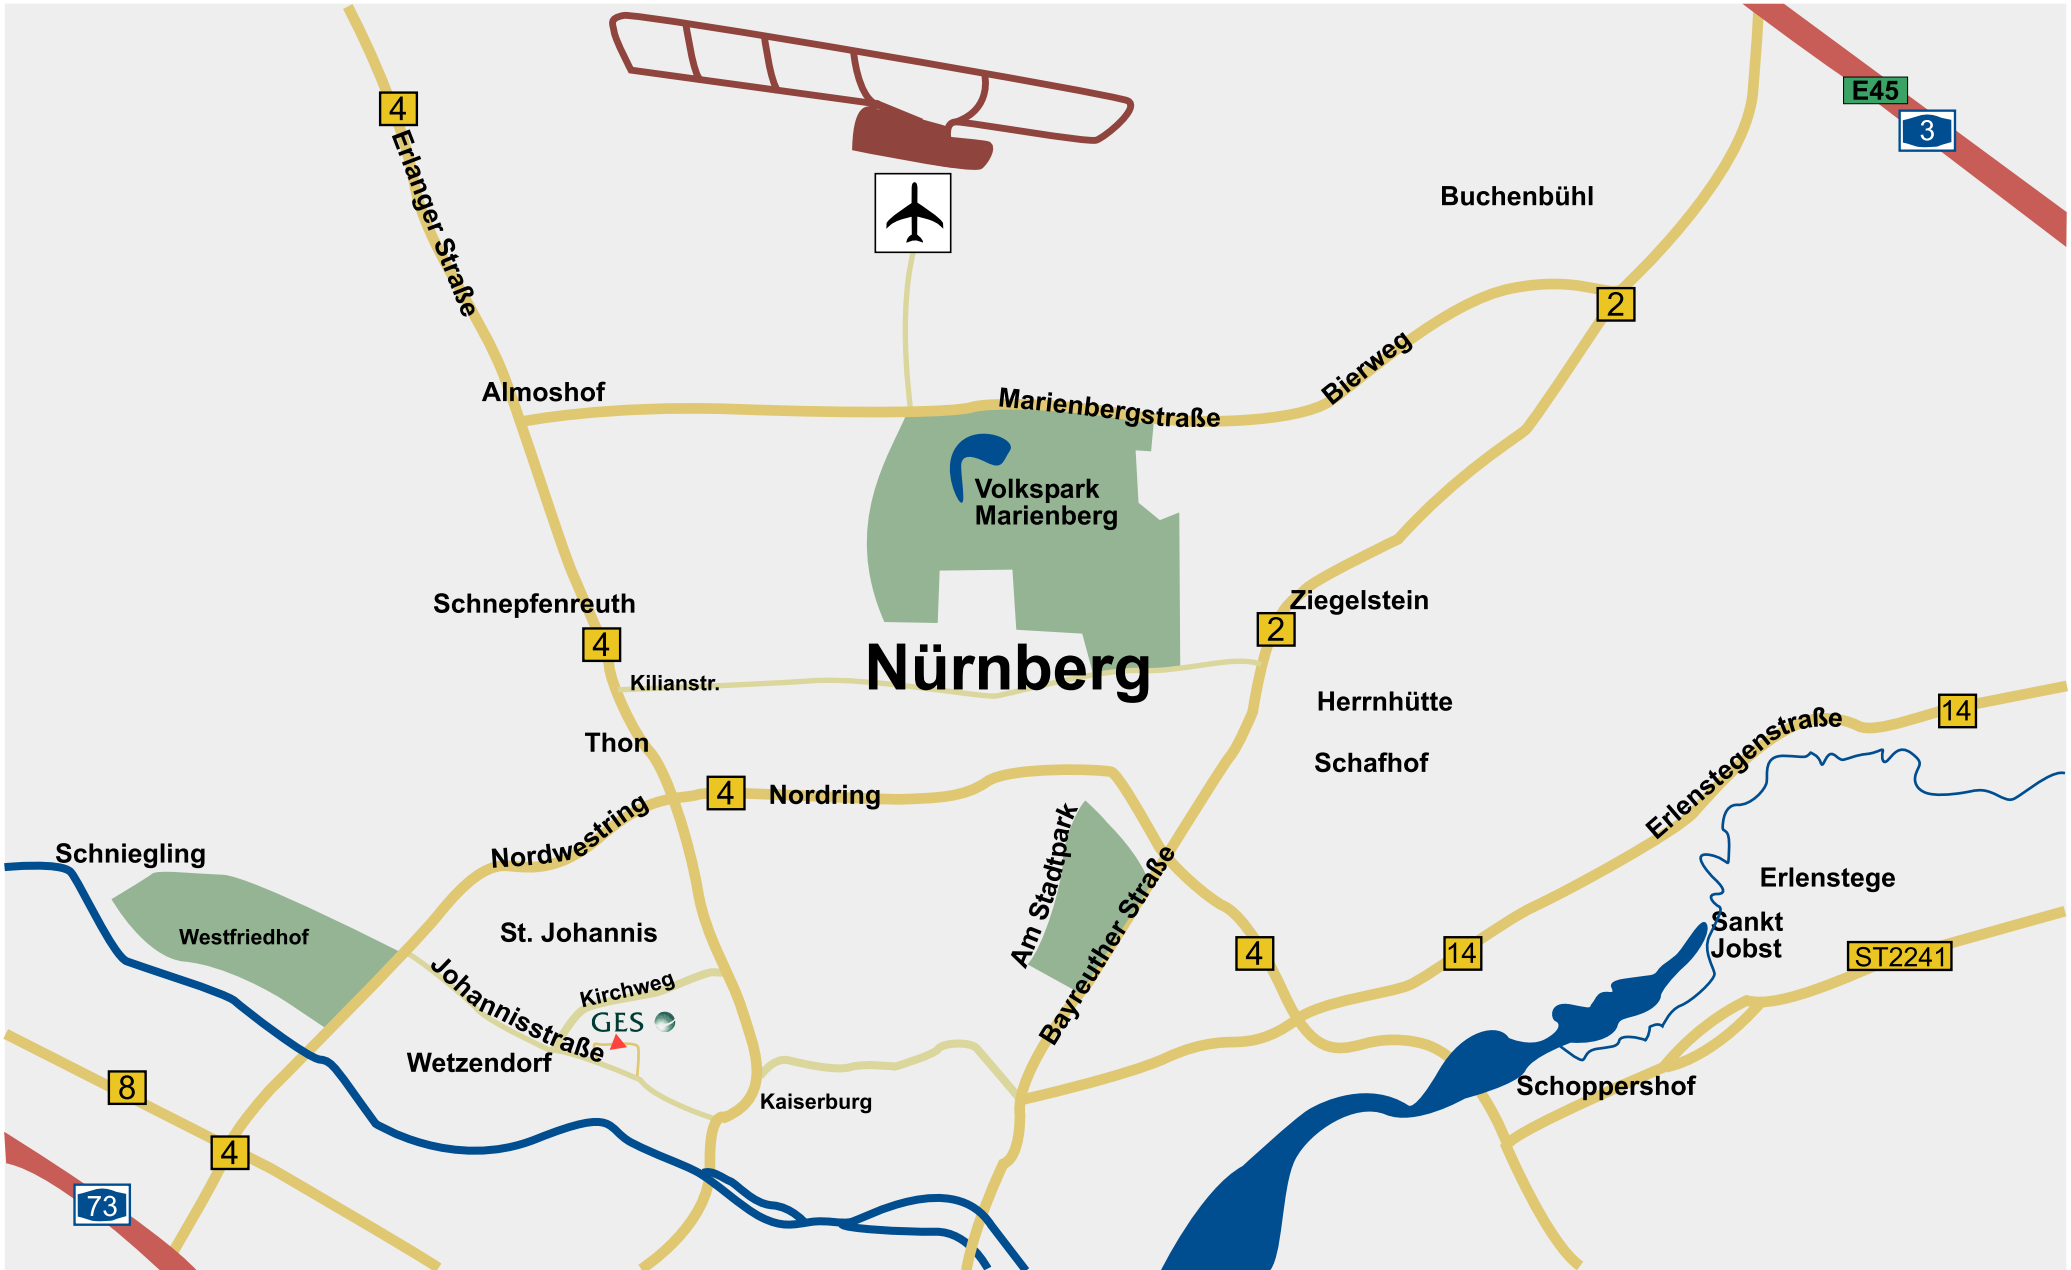 E45
3
4
Erlanger Straße
Buchenbühl
2
Bierweg
Almoshof
Marienbergstraße
Volkspark
Marienberg
Schnepfenreuth
4
Ziegelstein
2
Nürnberg
Kilianstr.
Herrnhütte
14
Erlenstegenstraße
Thon
Schafhof
4
Nordring
Nordwestring
Am Stadtpark
Schniegling
Bayreuther Straße
Erlenstege
Westfriedhof
St. Johannis
Sankt
Jobst
4
14
ST2241
Johannisstraße
Kirchweg
GES
Wetzendorf
8
Schoppershof
Kaiserburg
4
73